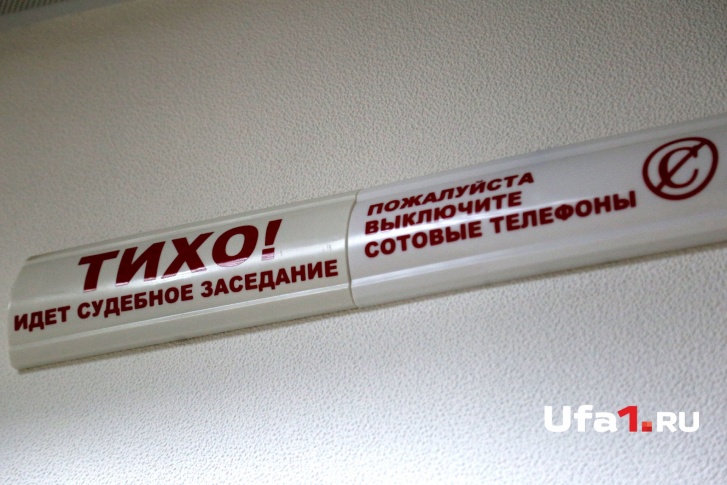 ТИХО!
ИДЕТ СУДЕБНОЕ ЗАСЕДАНИЕ
ПОЖАЛУЙСТА
ВЫКЛЮЧИТЕ
СОТОВЫЕ ТЕЛЕФОНЫ
Ufa1.RU